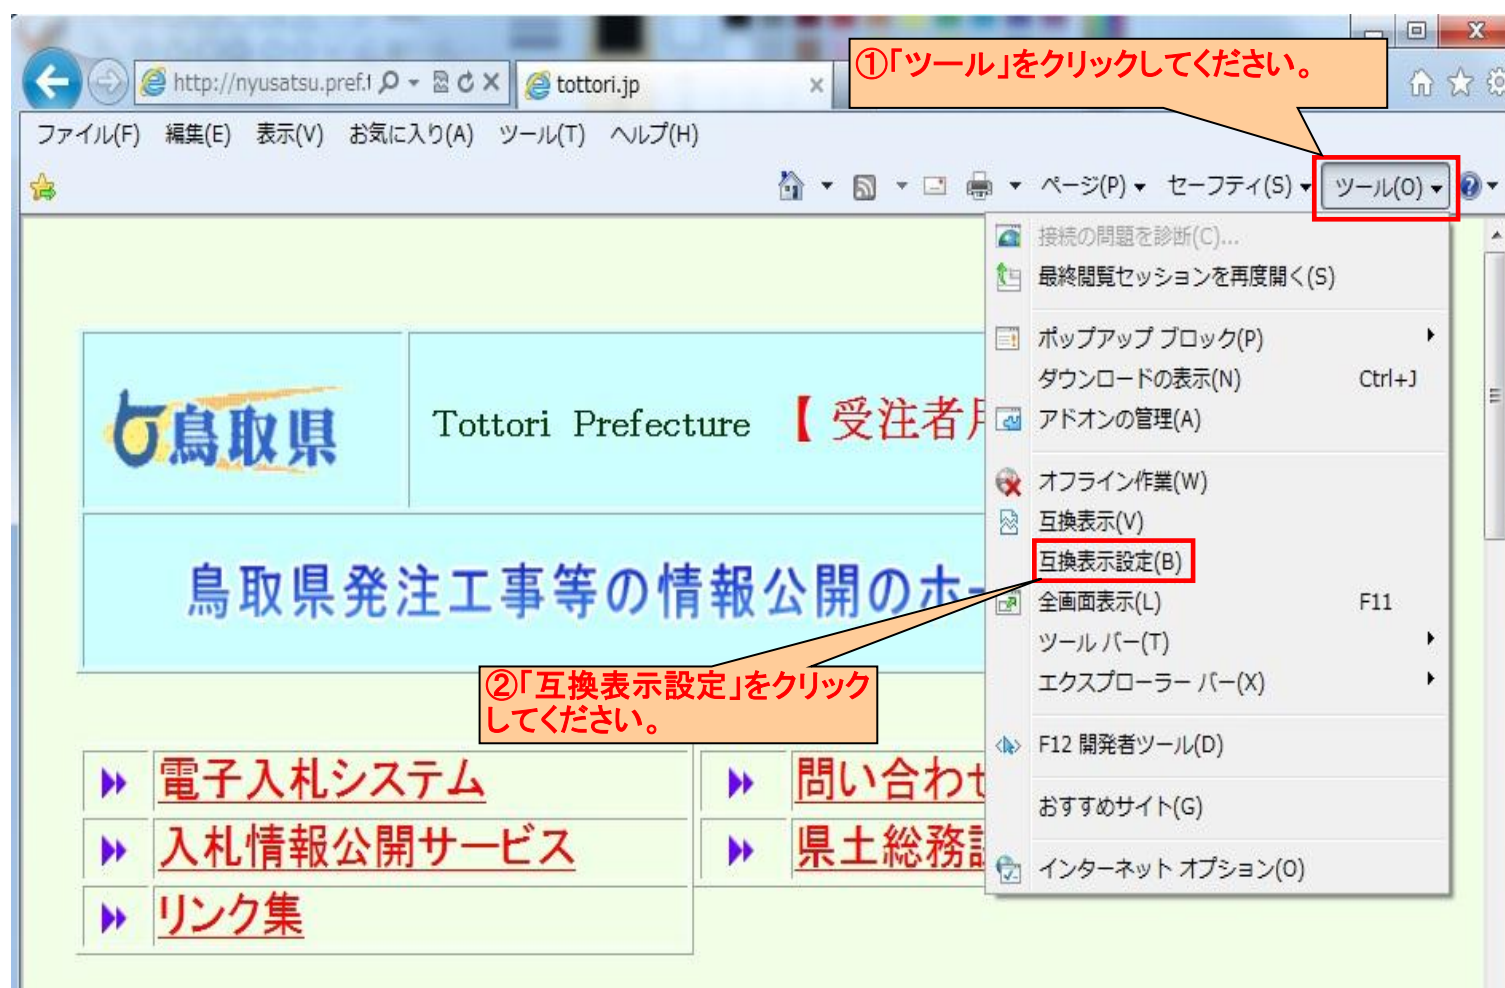 ①「ツール」をクリックしてください。
http://nyusatsu.pref.t
tottori.jp
ファイル(F) 編集(E) 表示(V) お気に入り(A) ツール(T) ヘルプ(H)
ページ(P) セーフティ(S) ツール(O)
接続の問題を診断(C)...
最終閲覧セッションを再度開く(S)
ポップアップ ブロック(P)
ダウンロードの表示(N) Ctrl+J
アドオンの管理(A)
オフライン作業(W)
互換表示(V)
互換表示設定(B)
全画面表示(L) F11
ツール バー(T)
エクスプローラー バー(X)
F12 開発者ツール(D)
おすすめサイト(G)
インターネット オプション(O)
鳥取県
Tottori Prefecture 【受注者
鳥取県発注工事等の情報公開のホー
②「互換表示設定」をクリック
してください。
電子入札システム 問い合わせ
入札情報公開サービス 県土総務課
リンク集